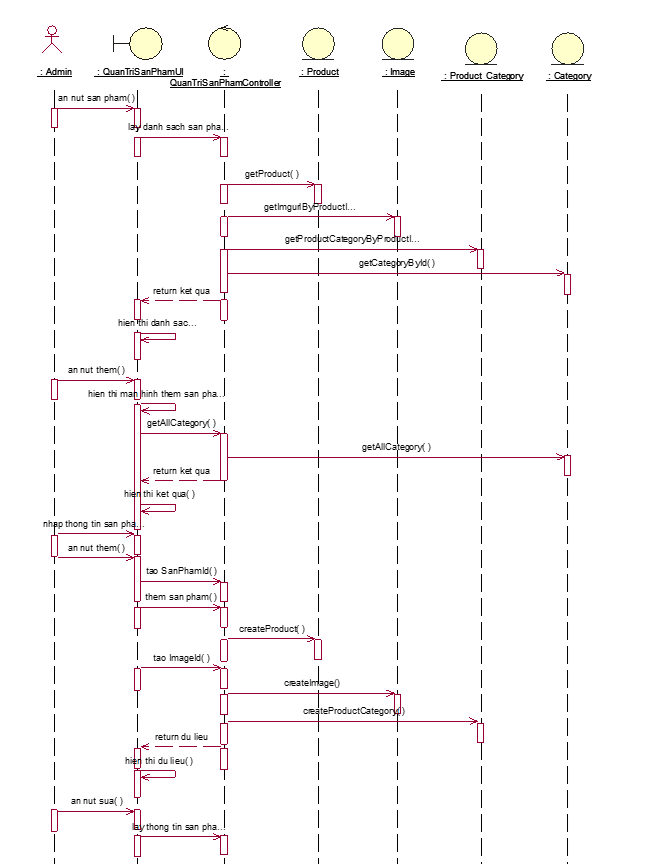 : Admin
: QuanTriSanPhamUI
:
QuanTriSanPhamController
: Product
: Image
: Product Category
: Category
an nut san pham( )
lay danh sach san pha...
getProduct( )
getImgurlByProductI...
getProductCategoryByProductI...
getCategoryById( )
return ket qua
hien thi danh sac...
an nut them( )
hien thi man hinh them san pha...
getAllCategory( )
getAllCategory( )
return ket qua
hien thi ket qua( )
nhap thong tin san pha...
an nut them( )
tao SanPhamId( )
them san pham( )
createProduct( )
tao ImageId( )
createImage()
createProductCategory( )
return du lieu
hien thi du lieu( )
an nut sua( )
lay thong tin san pha...